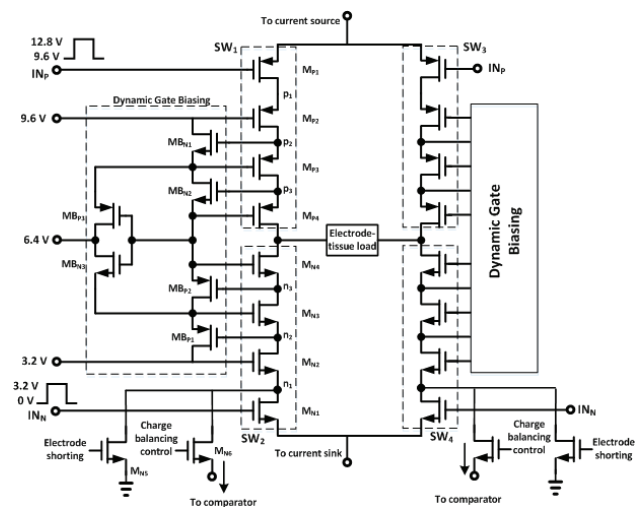 To current source
12.8 V
9.6 V
INP
SW1
MP1
SW3
INP
p1
Dynamic Gate Biasing
9.6 V
MP2
MBN1
p2
MP3
MBN2
p3
MBP3
MP4
6.4 V
Electrode-
tissue load
Dynamic Gate
Biasing
MBN3
MN4
MBP2
n3
MN3
MBP1
n2
3.2 V
MN2
3.2 V
0 V
n1
INN
MN1
INN
SW2
SW4
Electrode
shorting
Charge
balancing
control
MN5
MN6
To current sink
Charge
balancing
control
Electrode
shorting
To comparator
To comparator